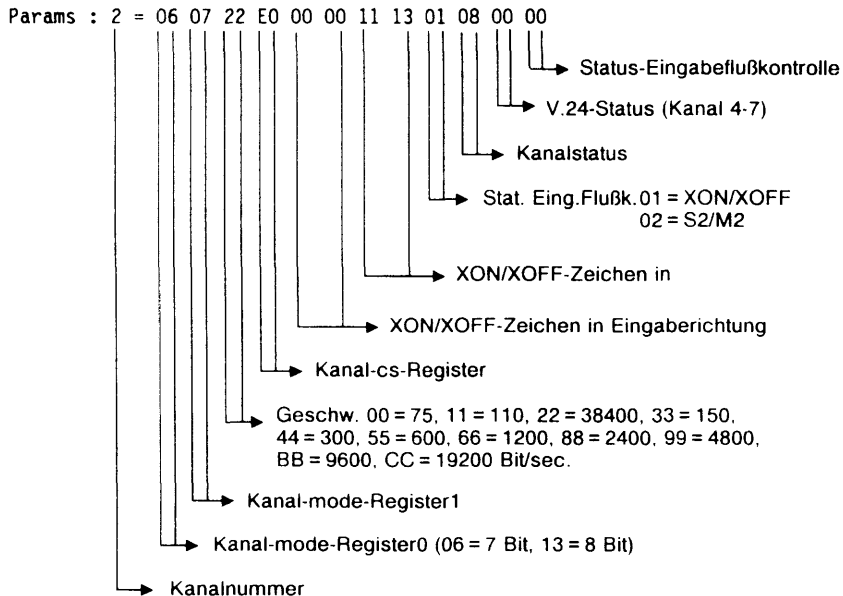 Params : 2 = 06 07 22 E0 00 00 11 13 01 08 00 00
Status-Eingabeflußkontrolle
V.24-Status (Kanal 4-7)
Kanalstatus
Stat. Eing.Flußk. 01 = XON/XOFF
02 = S2/M2
XON/XOFF-Zeichen in
XON/XOFF-Zeichen in Eingaberichtung
Kanal-cs-Register
Geschw. 00 = 75, 11 = 110, 22 = 38400, 33 = 150,
44 = 300, 55 = 600, 66 = 1200, 88 = 2400, 99 = 4800,
BB = 9600, CC = 19200 Bit/sec.
Kanal-mode-Register1
Kanal-mode-Register0 (06 = 7 Bit, 13 = 8 Bit)
Kanalnummer